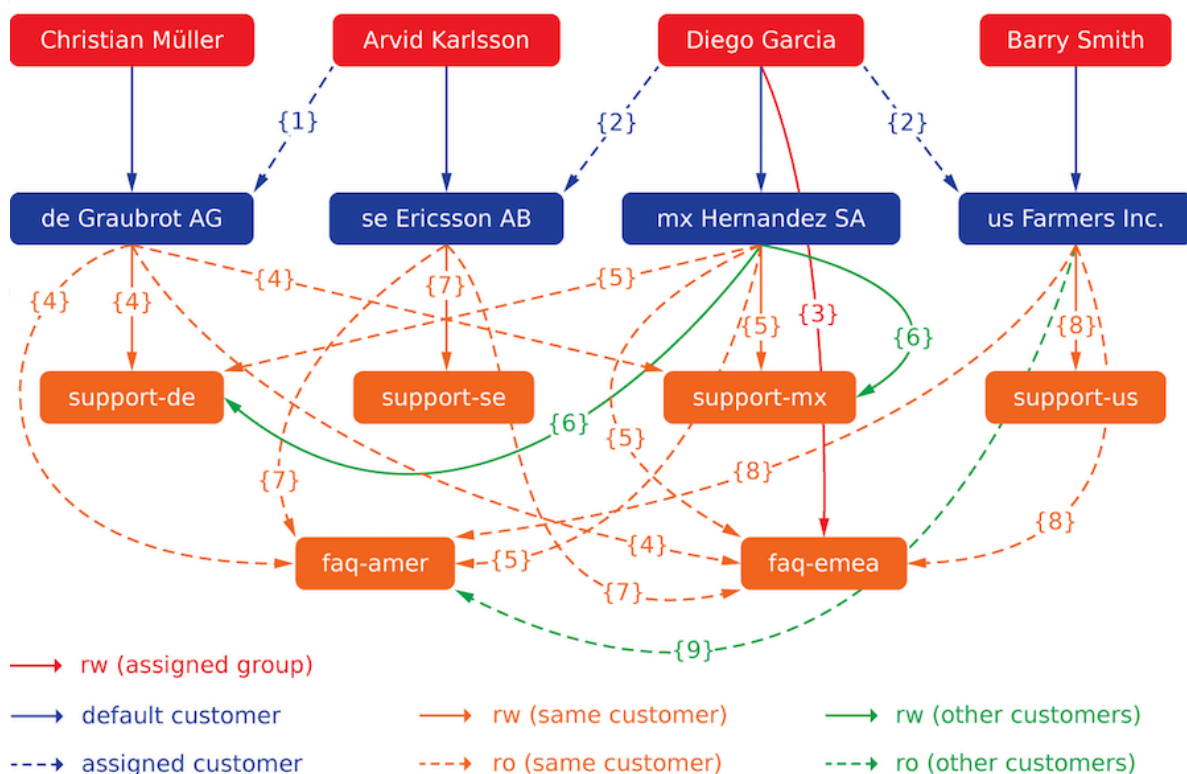 Christian Müller
Arvid Karlsson
Diego Garcia
Barry Smith
{1}
{2}
{2}
de Graubrot AG
se Ericsson AB
mx Hernandez SA
us Farmers Inc.
{4}
{4}
{4}
{7}
{5}
{5}
{3}
{6}
{8}
support-de
support-se
support-mx
support-us
{6}
{5}
{7}
{8}
{8}
faq-amer
{5}
{4}
faq-emea
{7}
{9}
rw (assigned group)
default customer
rw (same customer)
rw (other customers)
assigned customer
ro (same customer)
ro (other customers)